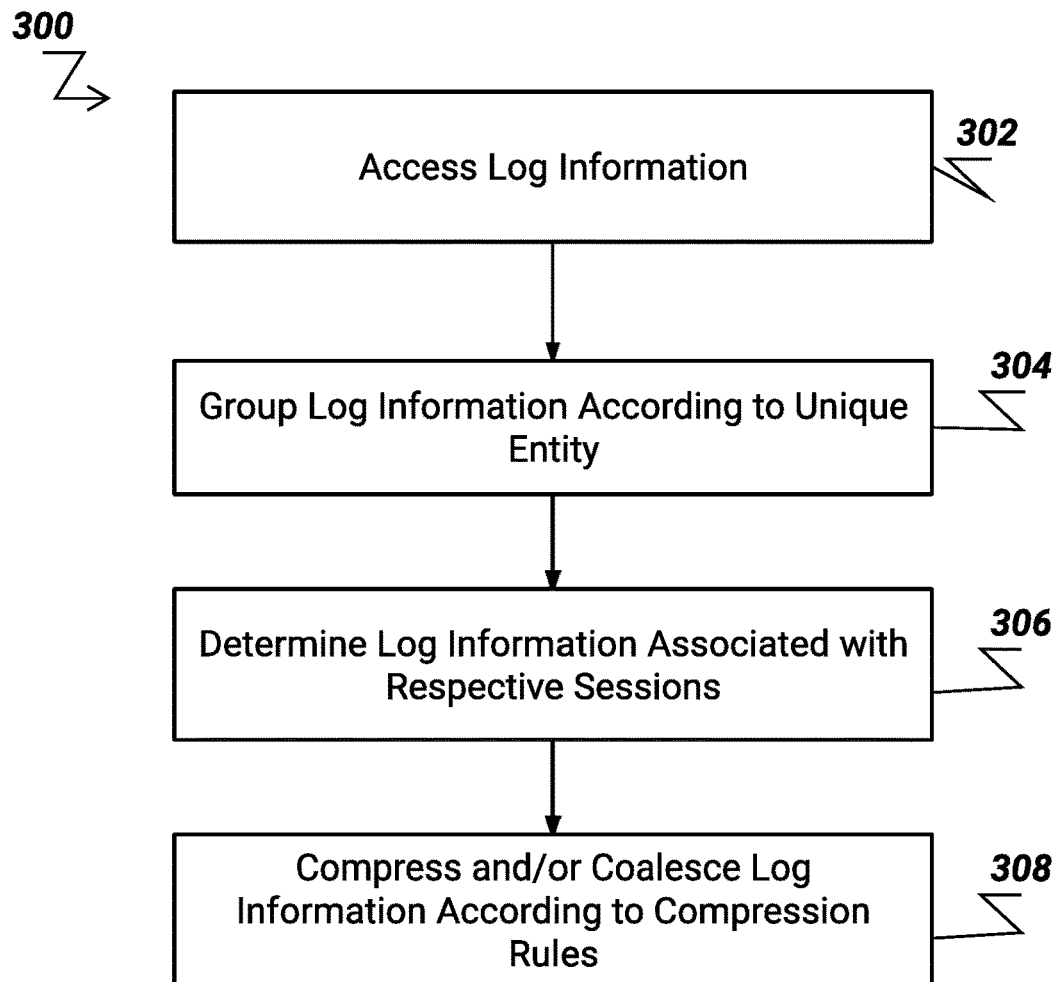 300
302
Access Log Information
304
Group Log Information According to Unique
Entity
306
Determine Log Information Associated with
Respective Sessions
308
Compress and/or Coalesce Log
Information According to Compression
Rules